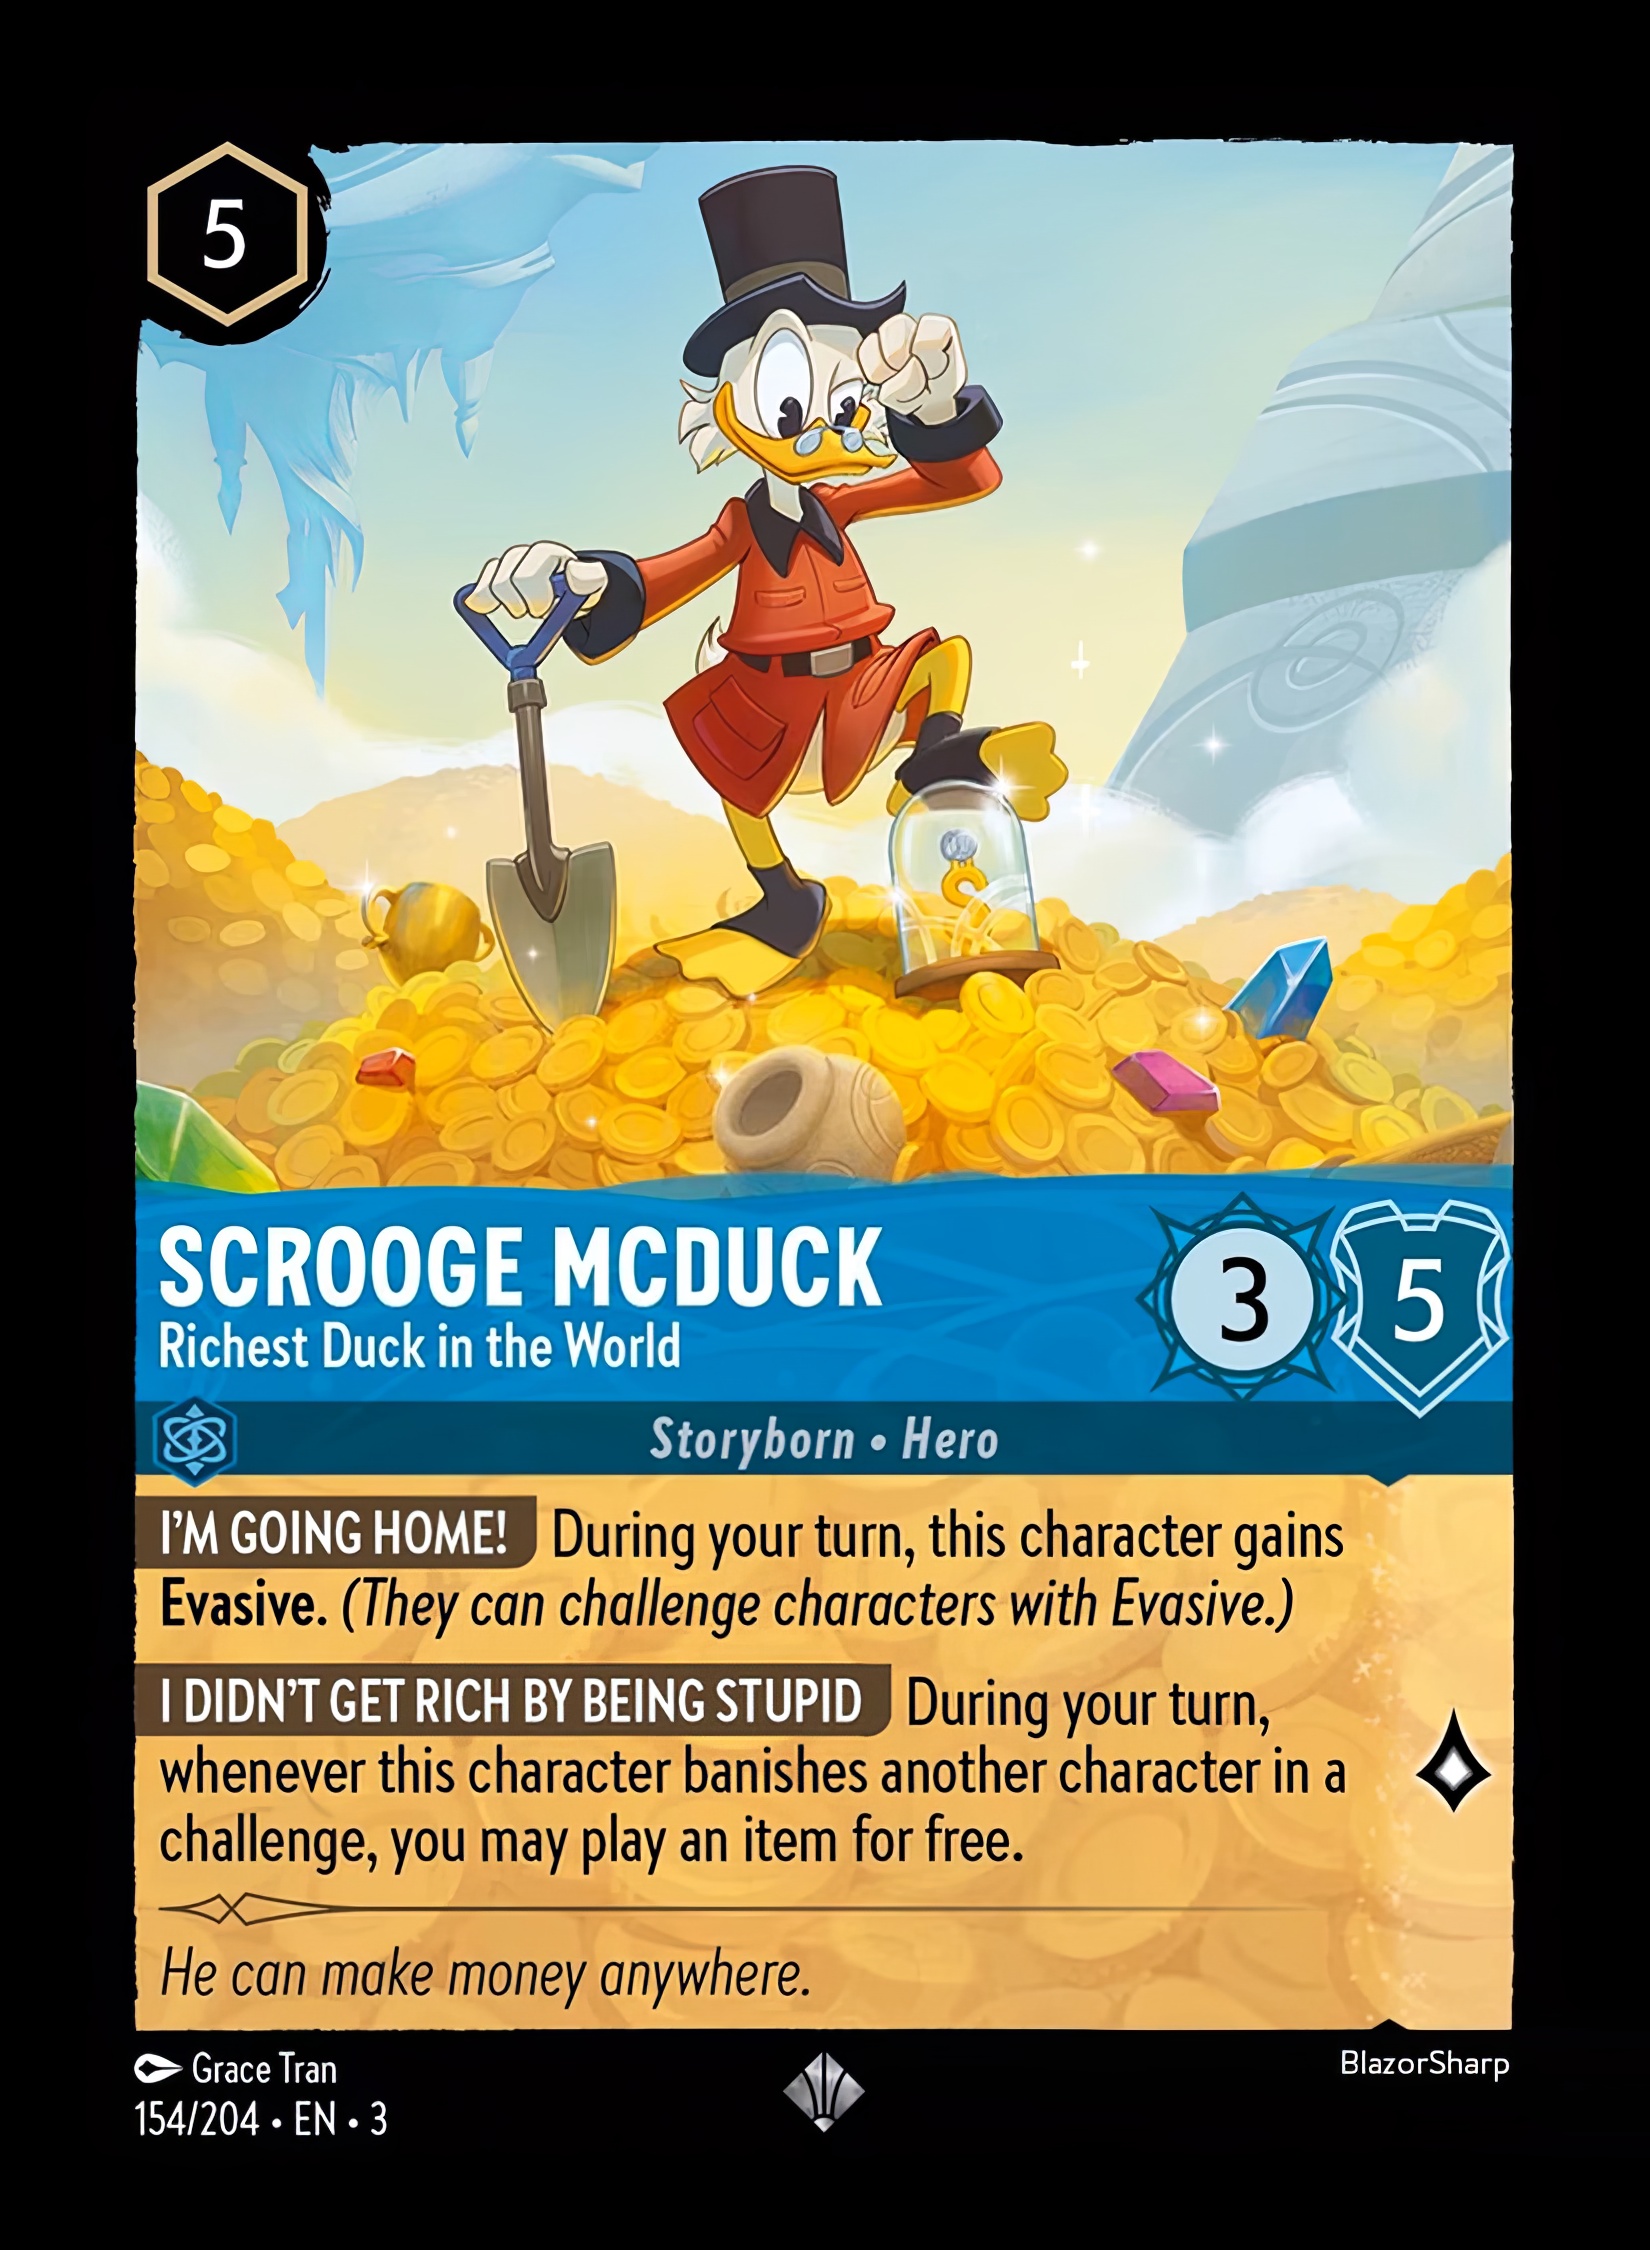 5
SCROOGE MCDUCK
Richest Duck in the World
3
5
Storyborn • Hero
I'M GOING HOME! During your turn, this character gains
Evasive. (They can challenge characters with Evasive.)
I DIDN'T GET RICH BY BEING STUPID During your turn,
whenever this character banishes another character in a
challenge, you may play an item for free.
He can make money anywhere.
Grace Tran
BlazorSharp
154/204 • EN • 3